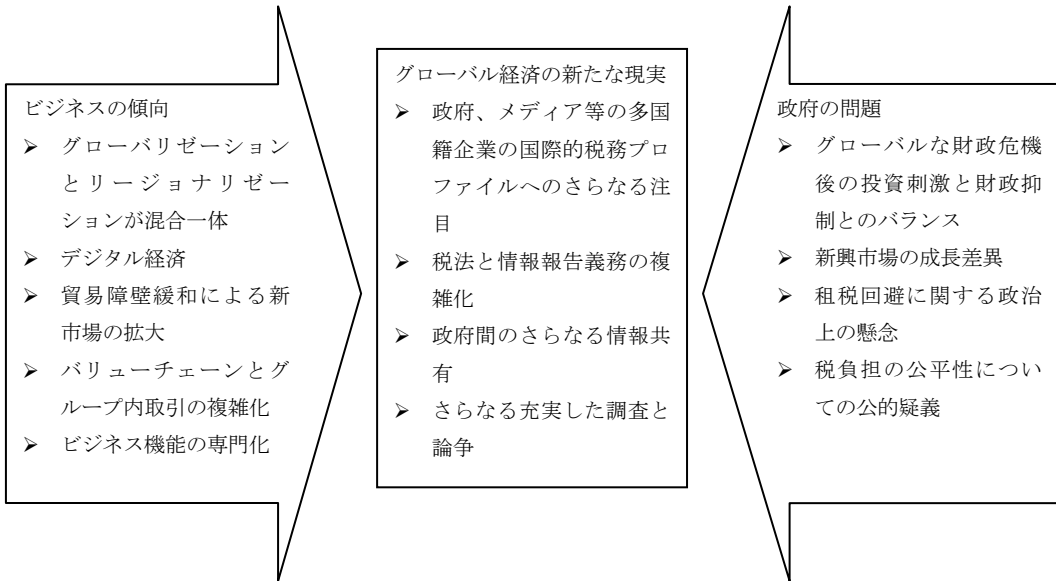 ビジネスの傾向
➢ グローバリゼーション
とリージョナリゼー
ションが混合一体
➢ デジタル経済
➢ 貿易障壁緩和による新
市場の拡大
➢ バリューチェーンとグ
ループ内取引の複雑化
➢ ビジネス機能の専門化
グローバル経済の新たな現実
➢ 政府、メディア等の多国
籍企業の国際的税務プロ
ファイルへのさらなる注
目
➢ 税法と情報報告義務の複
雑化
➢ 政府間のさらなる情報共
有
➢ さらなる充実した調査と
論争
政府の問題
➢ グローバルな財政危機
後の投資刺激と財政抑
制とのバランス
➢ 新興市場の成長差異
➢ 租税回避に関する政治
上の懸念
➢ 税負担の公平性につい
ての公的疑義